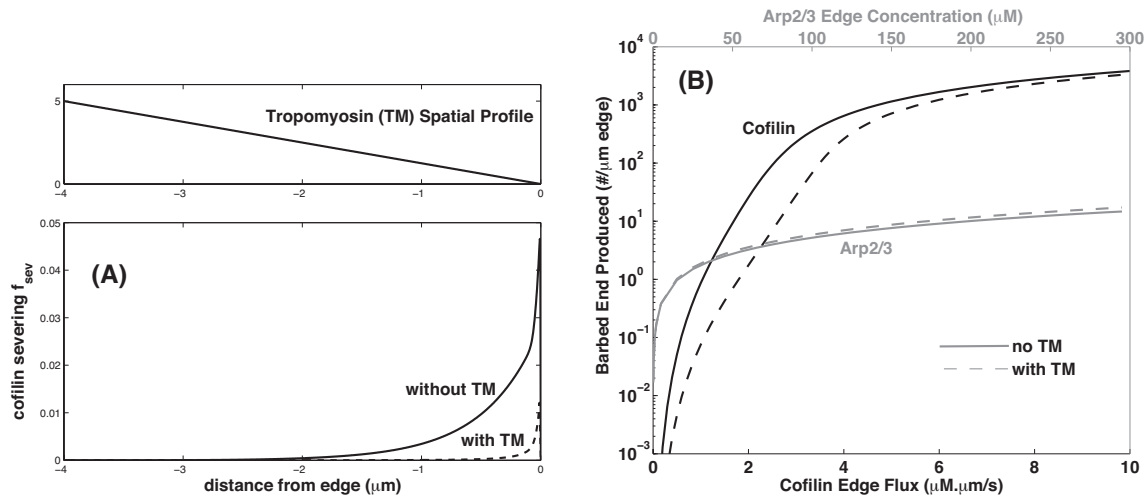 5
0
Tropomyosin (TM) Spatial Profile
−4
−3
−2
−1
0
0.05
0.04
0.03
0.02
0.01
0
cofilin severing f_sev
(A)
without TM
with TM
−4
−3
−2
−1
0
distance from edge (μm)
Arp2/3 Edge Concentration (μM)
0
50
100
150
200
250
300
10^4
10^3
10^2
10^1
10^0
10^−1
10^−2
10^−3
Barbed End Produced (#/μm edge)
(B)
Cofilin
Arp2/3
no TM
with TM
0
2
4
6
8
10
Cofilin Edge Flux (μM.μm/s)